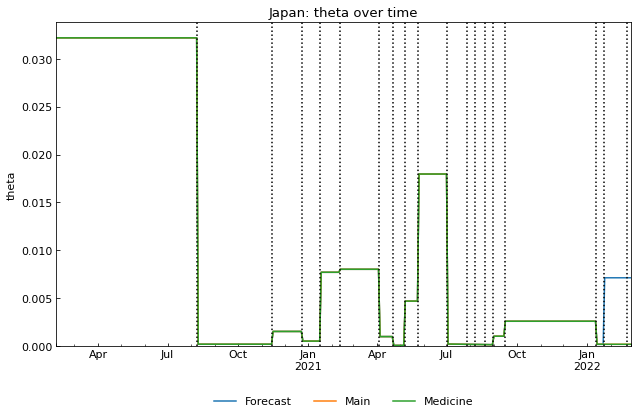 Japan: theta over time
theta
0.030
0.025
0.020
0.015
0.010
0.005
0.000
Apr Jul Oct Jan Apr Jul Oct Jan
2021 2022
Forecast Main Medicine